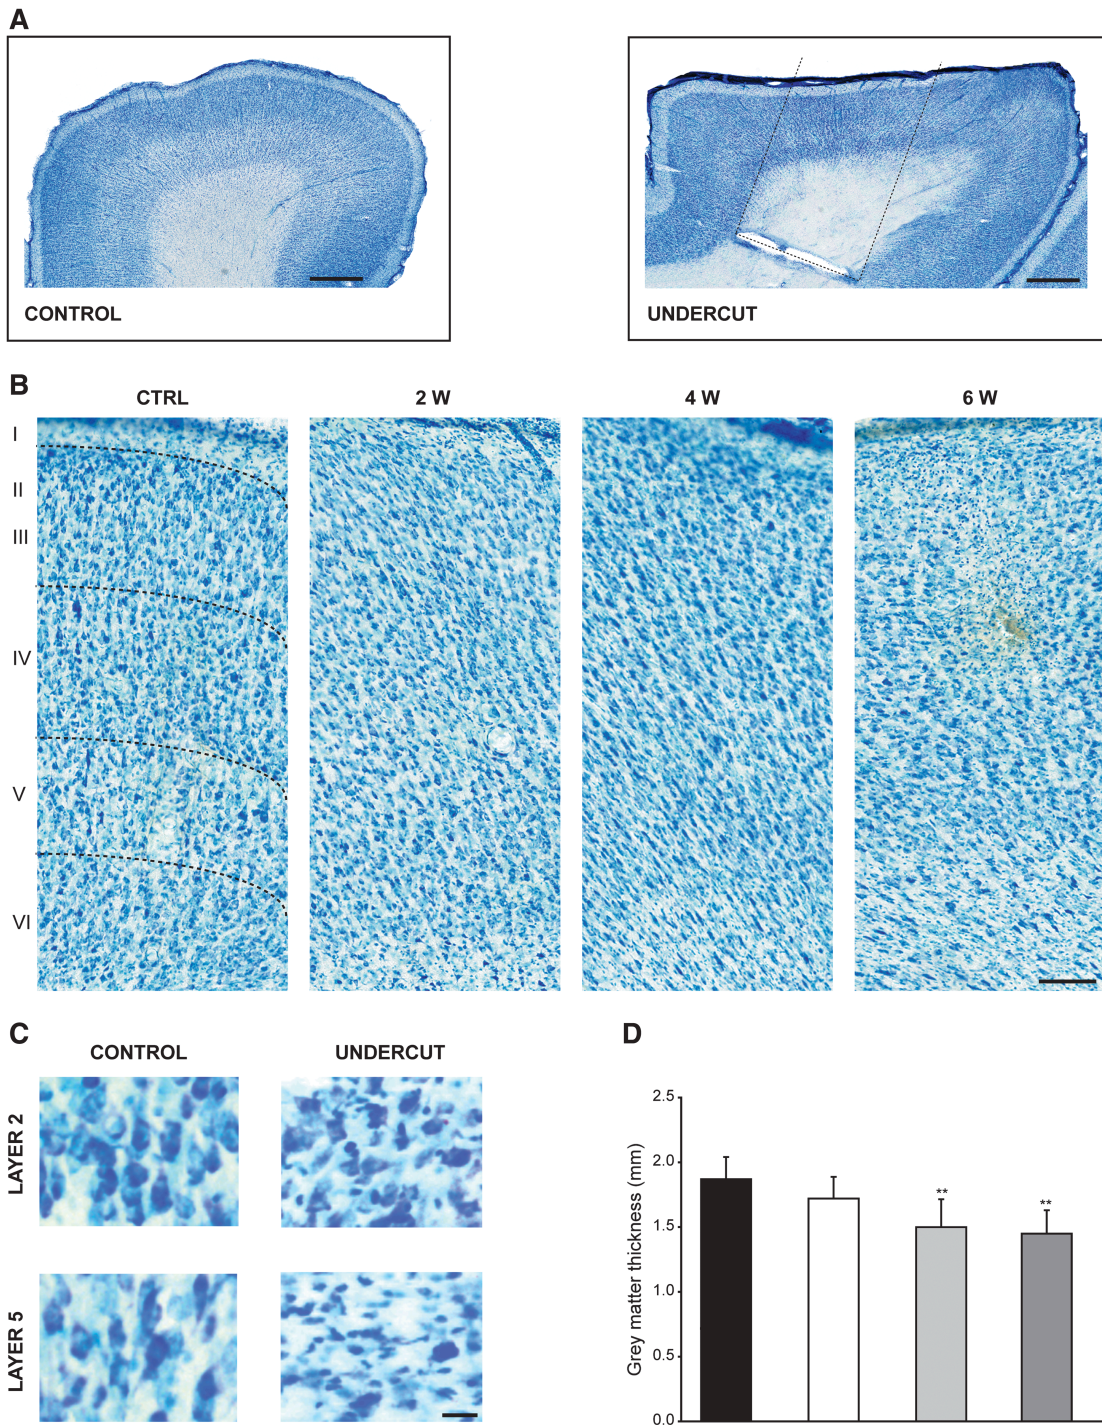 A
CONTROL
UNDERCUT
B
CTRL
2 W
4 W
6 W
I
II
III
IV
V
VI
C
CONTROL
UNDERCUT
LAYER 2
LAYER 5
D
Grey matter thickness (mm)
2.5
2.0
1.5
1.0
0.5
0.0
**
**